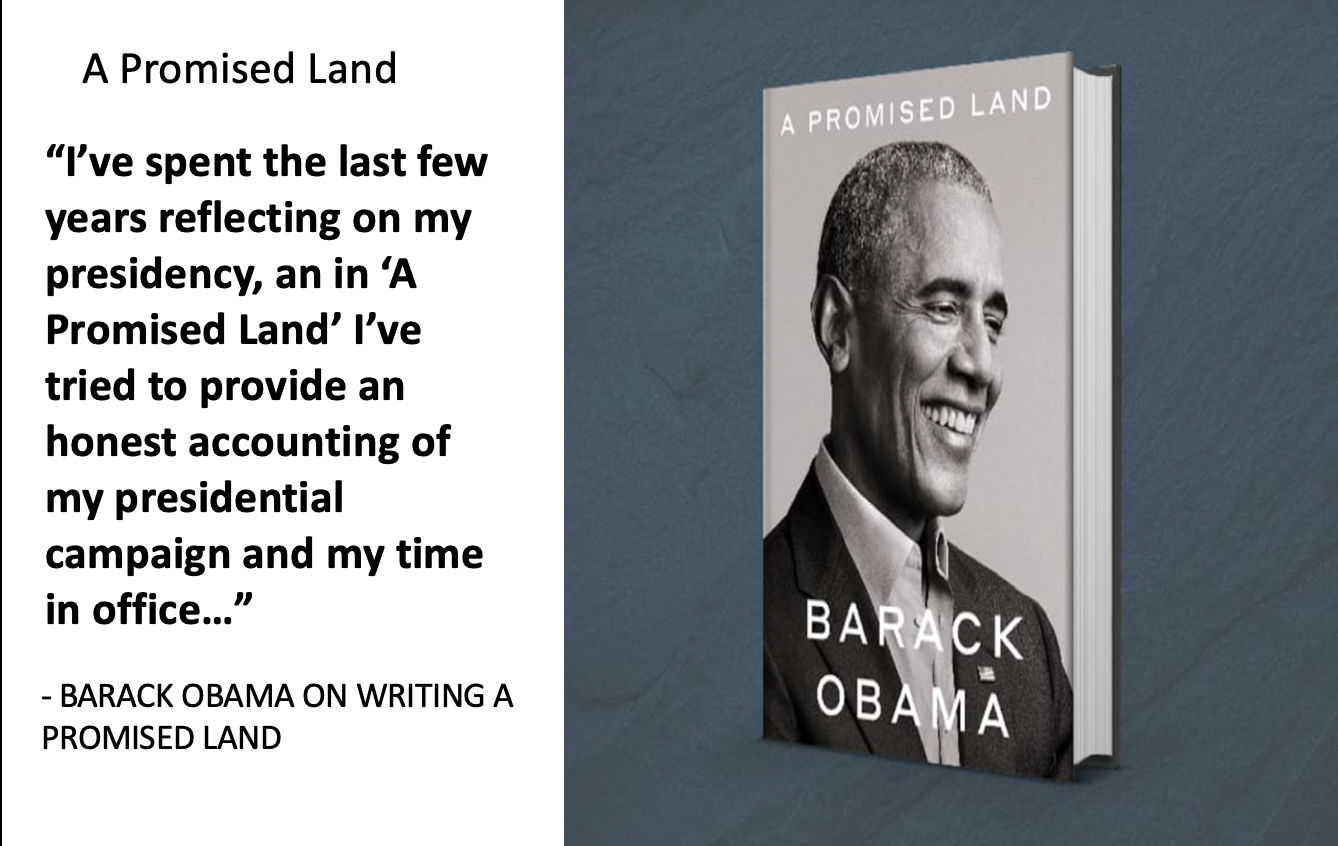 A Promised Land
“I’ve spent the last few
years reflecting on my
presidency, an in ‘A
Promised Land’ I’ve
tried to provide an
honest accounting of
my presidential
campaign and my time
in office…”
- BARACK OBAMA ON WRITING A
PROMISED LAND
A PROMISED LAND
BARACK
OBAMA